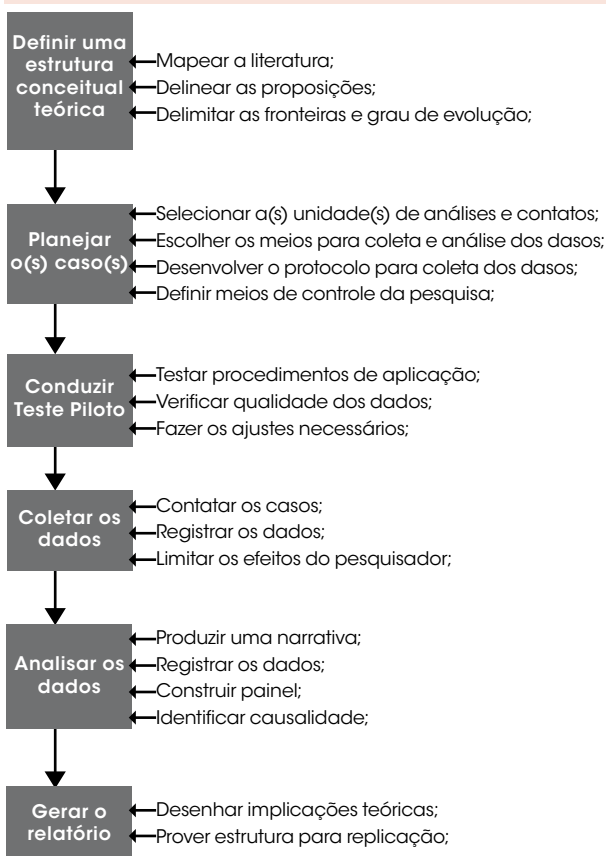 Definir uma
estrutura
conceitual
teórica
Mapear a literatura;
Delinear as proposições;
Delimitar as fronteiras e grau de evolução;
Planejar
o(s) caso(s)
Selecionar a(s) unidade(s) de análises e contatos;
Escolher os meios para coleta e análise dos dasos;
Desenvolver o protocolo para coleta dos dasos;
Definir meios de controle da pesquisa;
Conduzir
Teste Piloto
Testar procedimentos de aplicação;
Verificar qualidade dos dados;
Fazer os ajustes necessários;
Coletar os
dados
Contatar os casos;
Registrar os dados;
Limitar os efeitos do pesquisador;
Analisar os
dados
Produzir uma narrativa;
Registrar os dados;
Construir painel;
Identificar causalidade;
Gerar o
relatório
Desenhar implicações teóricas;
Prover estrutura para replicação;